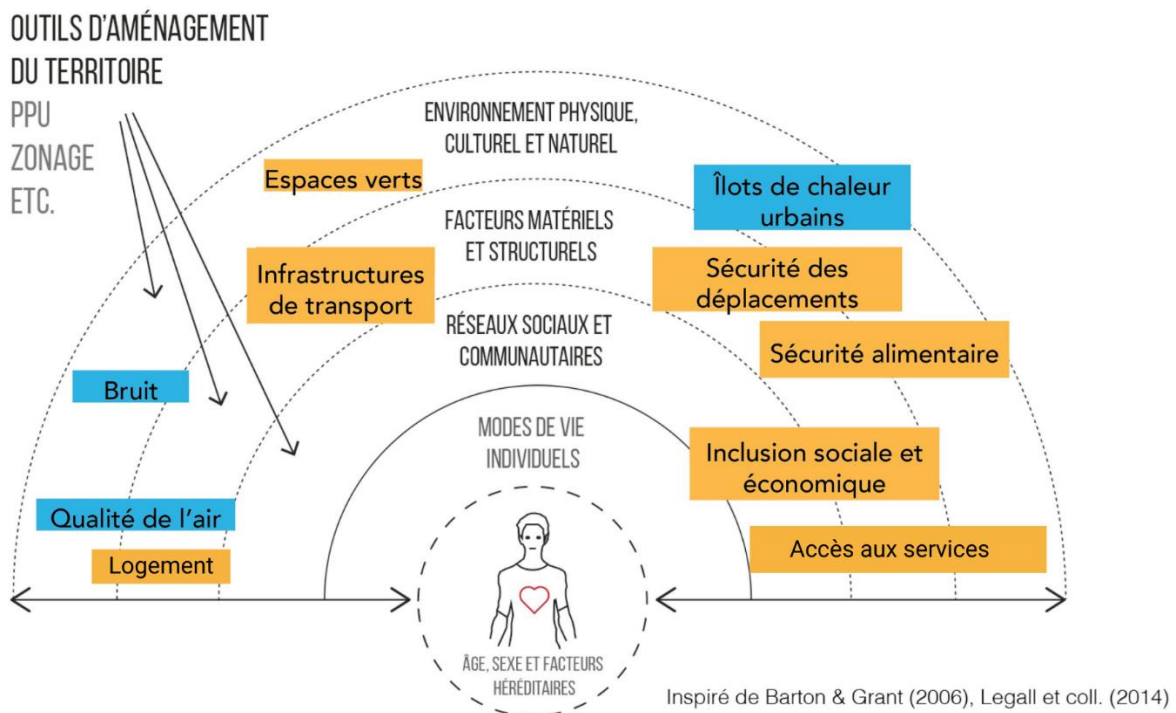 OUTILS D'AMÉNAGEMENT
DU TERRITOIRE
PPU
ZONAGE
ETC.
ENVIRONNEMENT PHYSIQUE,
CULTUREL ET NATUREL
Espaces verts
Îlots de chaleur
urbains
FACTEURS MATÉRIELS
ET STRUCTURELS
Infrastructures
de transport
Sécurité des
déplacements
RÉSEAUX SOCIAUX ET
COMMUNAUTAIRES
Sécurité alimentaire
Bruit
MODES DE VIE
INDIVIDUELS
Inclusion sociale et
économique
Qualité de l'air
Logement
Accès aux services
ÂGE, SEXE ET FACTEURS
HÉRÉDITAIRES
Inspiré de Barton & Grant (2006), Legall et coll. (2014)